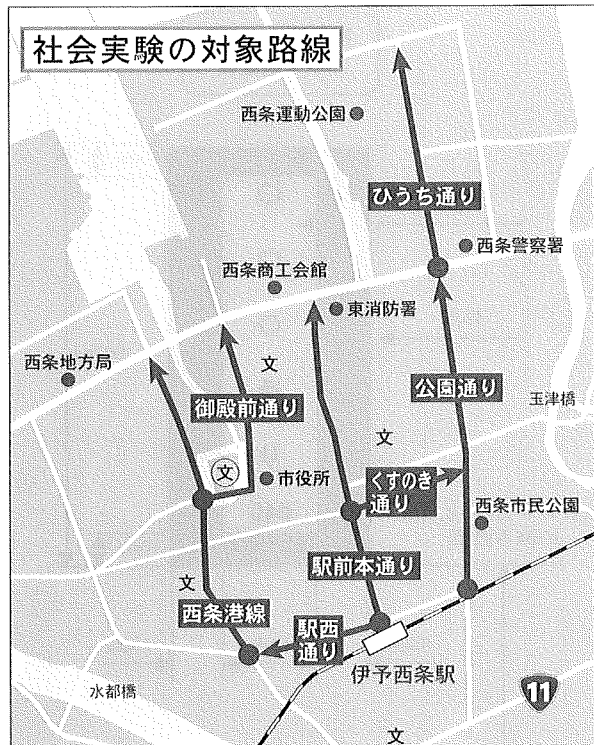 社会実験の対象路線
西条運動公園
ひうち通り
西条警察署
西条商工会館
東消防署
西条地方局
文
公園通り
御殿前通り
玉津橋
文
文
市役所
くすのき
通り
西条市民公園
駅前本通り
文
西条港線
駅西
通り
伊予西条駅
水都橋
11
文